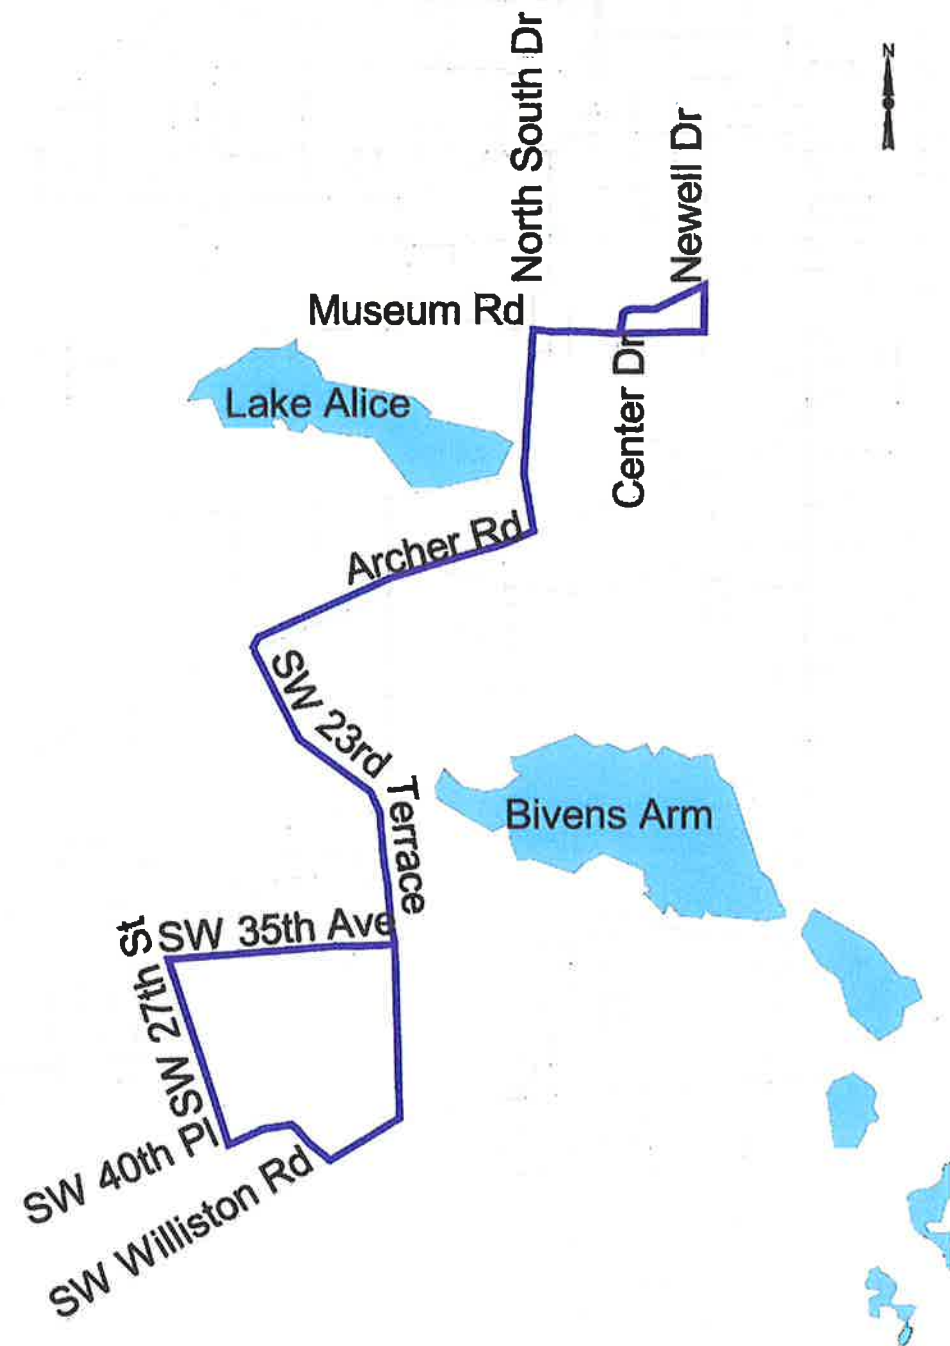 North South Dr
N
Newell Dr
Museum Rd
Center Dr
Lake Alice
Archer Rd
SW 23rd
Terrace
Bivens Arm
SW 35th Ave
SW 27th St
SW 40th Pl
SW Williston Rd